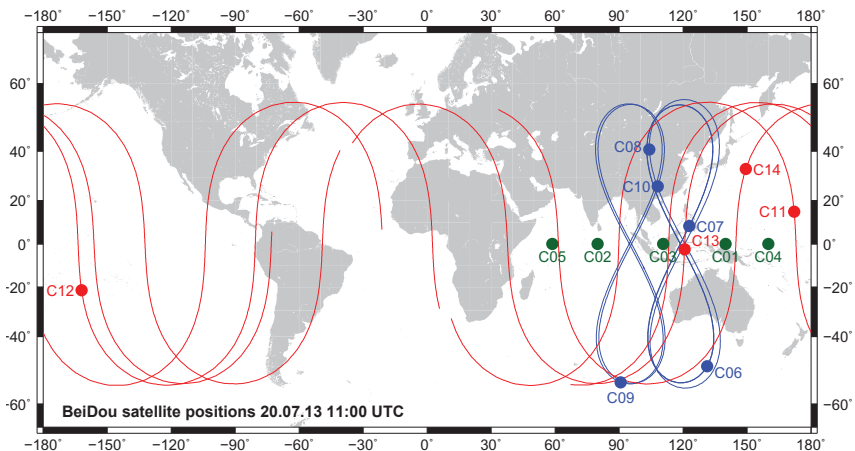 −180° −150° −120° −90° −60° −30° 0° 30° 60° 90° 120° 150° 180°
60° 60°
40° 40°
C08
C14
C10
20° 20°
C11
C07
C13
0° 0°
C05 C02 C03 C01 C04
C12
−20° −20°
−40° −40°
C06
C09
−60° −60°
BeiDou satellite positions 20.07.13 11:00 UTC
−180° −150° −120° −90° −60° −30° 0° 30° 60° 90° 120° 150° 180°